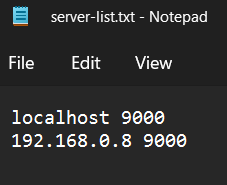 server-list.txt - Notepad
File Edit View
localhost 9000
192.168.0.8 9000